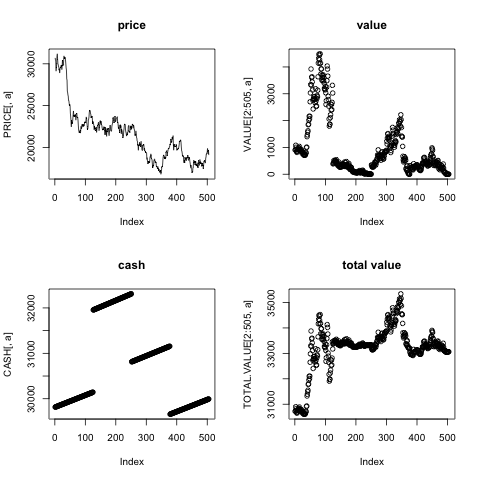 price
PRICE[, a]
20000 25000 30000
0 100 200 300 400 500
Index
value
VALUE[2:505, a]
0 1000 3000
0 100 200 300 400 500
Index
cash
CASH[, a]
30000 31000 32000
0 100 200 300 400 500
Index
total value
TOTAL.VALUE[2:505, a]
31000 33000 35000
0 100 200 300 400 500
Index